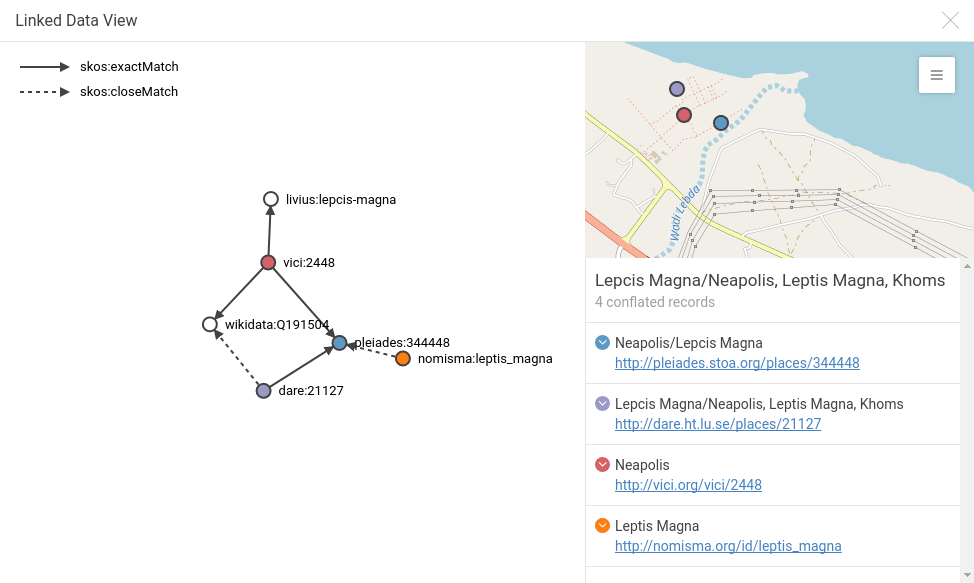 Linked Data View
skos:exactMatch
skos:closeMatch
livius:lepcis-magna
vici:2448
wikidata:Q191504
pleiades:344448
nomisma:leptis_magna
dare:21127
Wadi Lebda
Lepcis Magna/Neapolis, Leptis Magna, Khoms
4 conflated records
Neapolis/Lepcis Magna
http://pleiades.stoa.org/places/344448
Lepcis Magna/Neapolis, Leptis Magna, Khoms
http://dare.ht.lu.se/places/21127
Neapolis
http://vici.org/vici/2448
Leptis Magna
http://nomisma.org/id/leptis_magna